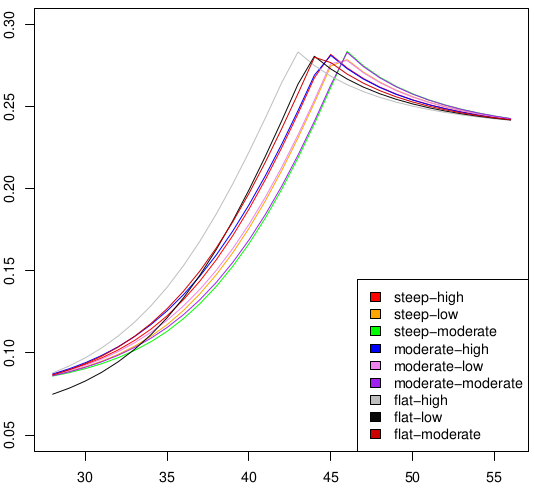 0.30
0.25
0.20
0.15
0.10
0.05
30 35 40 45 50 55
steep-high
steep-low
steep-moderate
moderate-high
moderate-low
moderate-moderate
flat-high
flat-low
flat-moderate